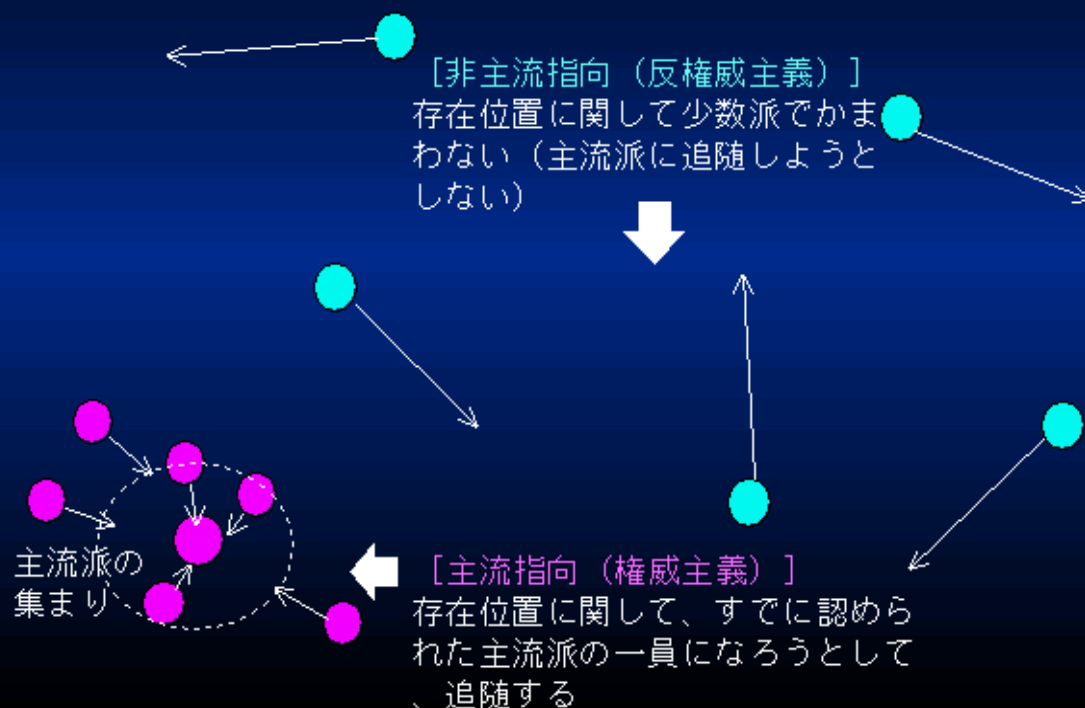 [非主流指向（反権威主義）]
存在位置に関して少数派でかま
わない（主流派に追随しようと
しない）
主流派の
集まり
[主流指向（権威主義）]
存在位置に関して、すでに認めら
れた主流派の一員になろうとして
、追随する